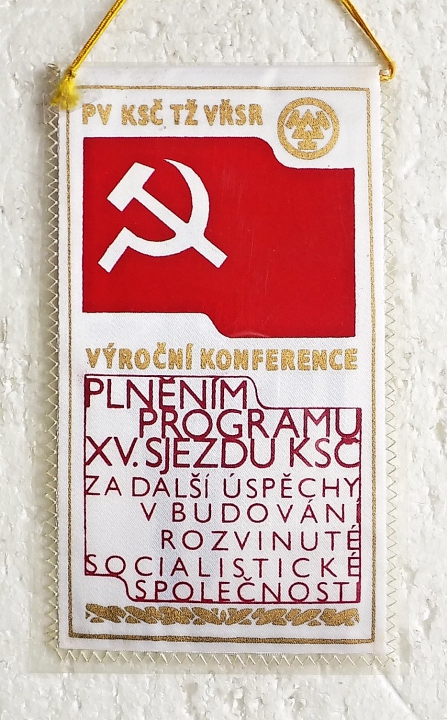 PV KSČ TŽ VŘSR
VÝROČNÍ KONFERENCE
PLNĚNÍM
PROGRAMU
XV. SJEZDU KSČ
ZA DALŠÍ ÚSPĚCHY
V BUDOVÁNÍ
ROZVINUTÉ
SOCIALISTICKÉ
SPOLEČNOSTI